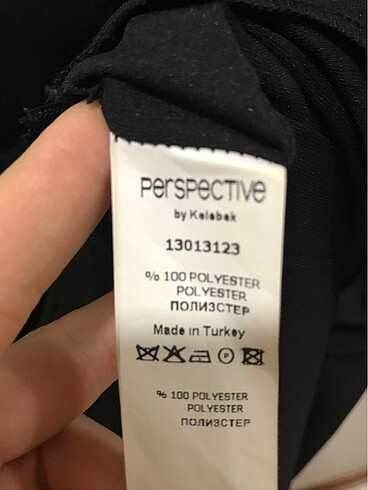 PERSPECTIVE
by Kelebek
13013123
% 100 POLYESTER
POLYESTER
ПОЛИЭСТЕР
Made in Turkey
P
% 100 POLYESTER
POLYESTER
ПОЛИЭСТЕР